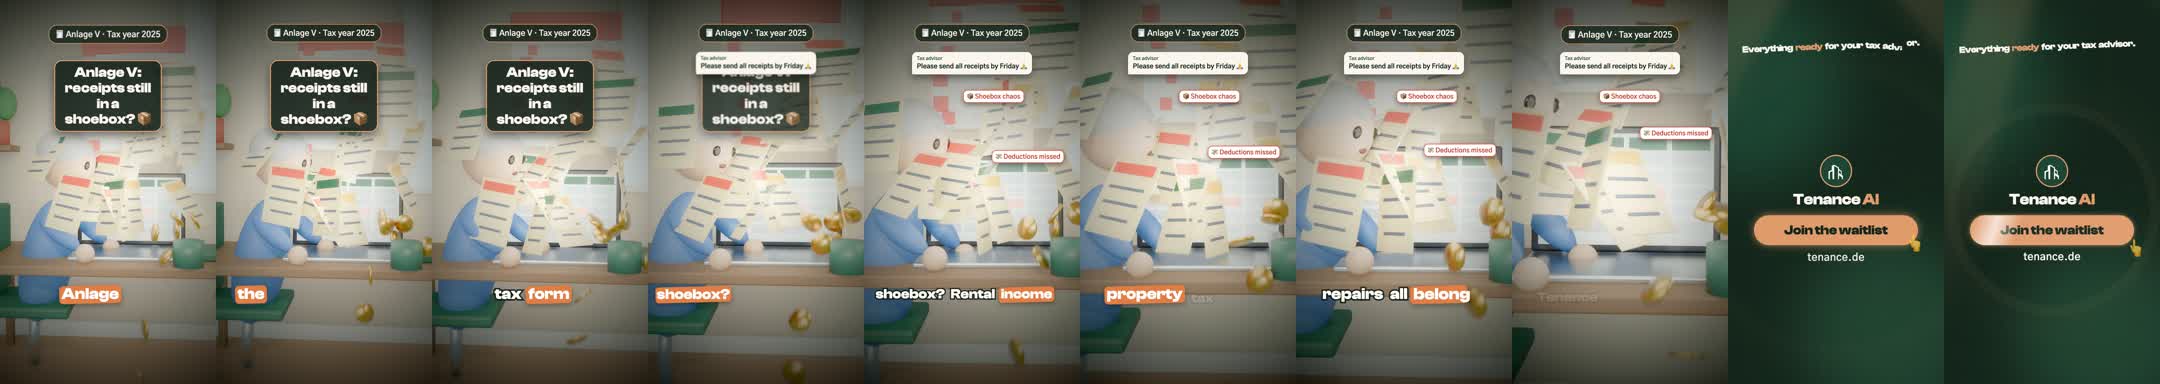 Anlage V · Tax year 2025
Anlage V:
receipts still
in a
shoebox?
Anlage
Anlage V · Tax year 2025
Anlage V:
receipts still
in a
shoebox?
the
Anlage V · Tax year 2025
Anlage V:
receipts still
in a
shoebox?
tax form
Anlage V · Tax year 2025
Tax advisor
Please send all receipts by Friday
Anlage V:
receipts still
in a
shoebox?
shoebox?
Anlage V · Tax year 2025
Tax advisor
Please send all receipts by Friday
Shoebox chaos
Deductions missed
shoebox? Rental income
Anlage V · Tax year 2025
Tax advisor
Please send all receipts by Friday
Shoebox chaos
Deductions missed
property tax
Anlage V · Tax year 2025
Tax advisor
Please send all receipts by Friday
Shoebox chaos
Deductions missed
repairs all belong
Anlage V · Tax year 2025
Tax advisor
Please send all receipts by Friday
Shoebox chaos
Deductions missed
Tenance
Everything ready for your tax adv or.
Tenance AI
Join the waitlist
tenance.de
Everything ready for your tax advisor.
Tenance AI
Join the waitlist
tenance.de